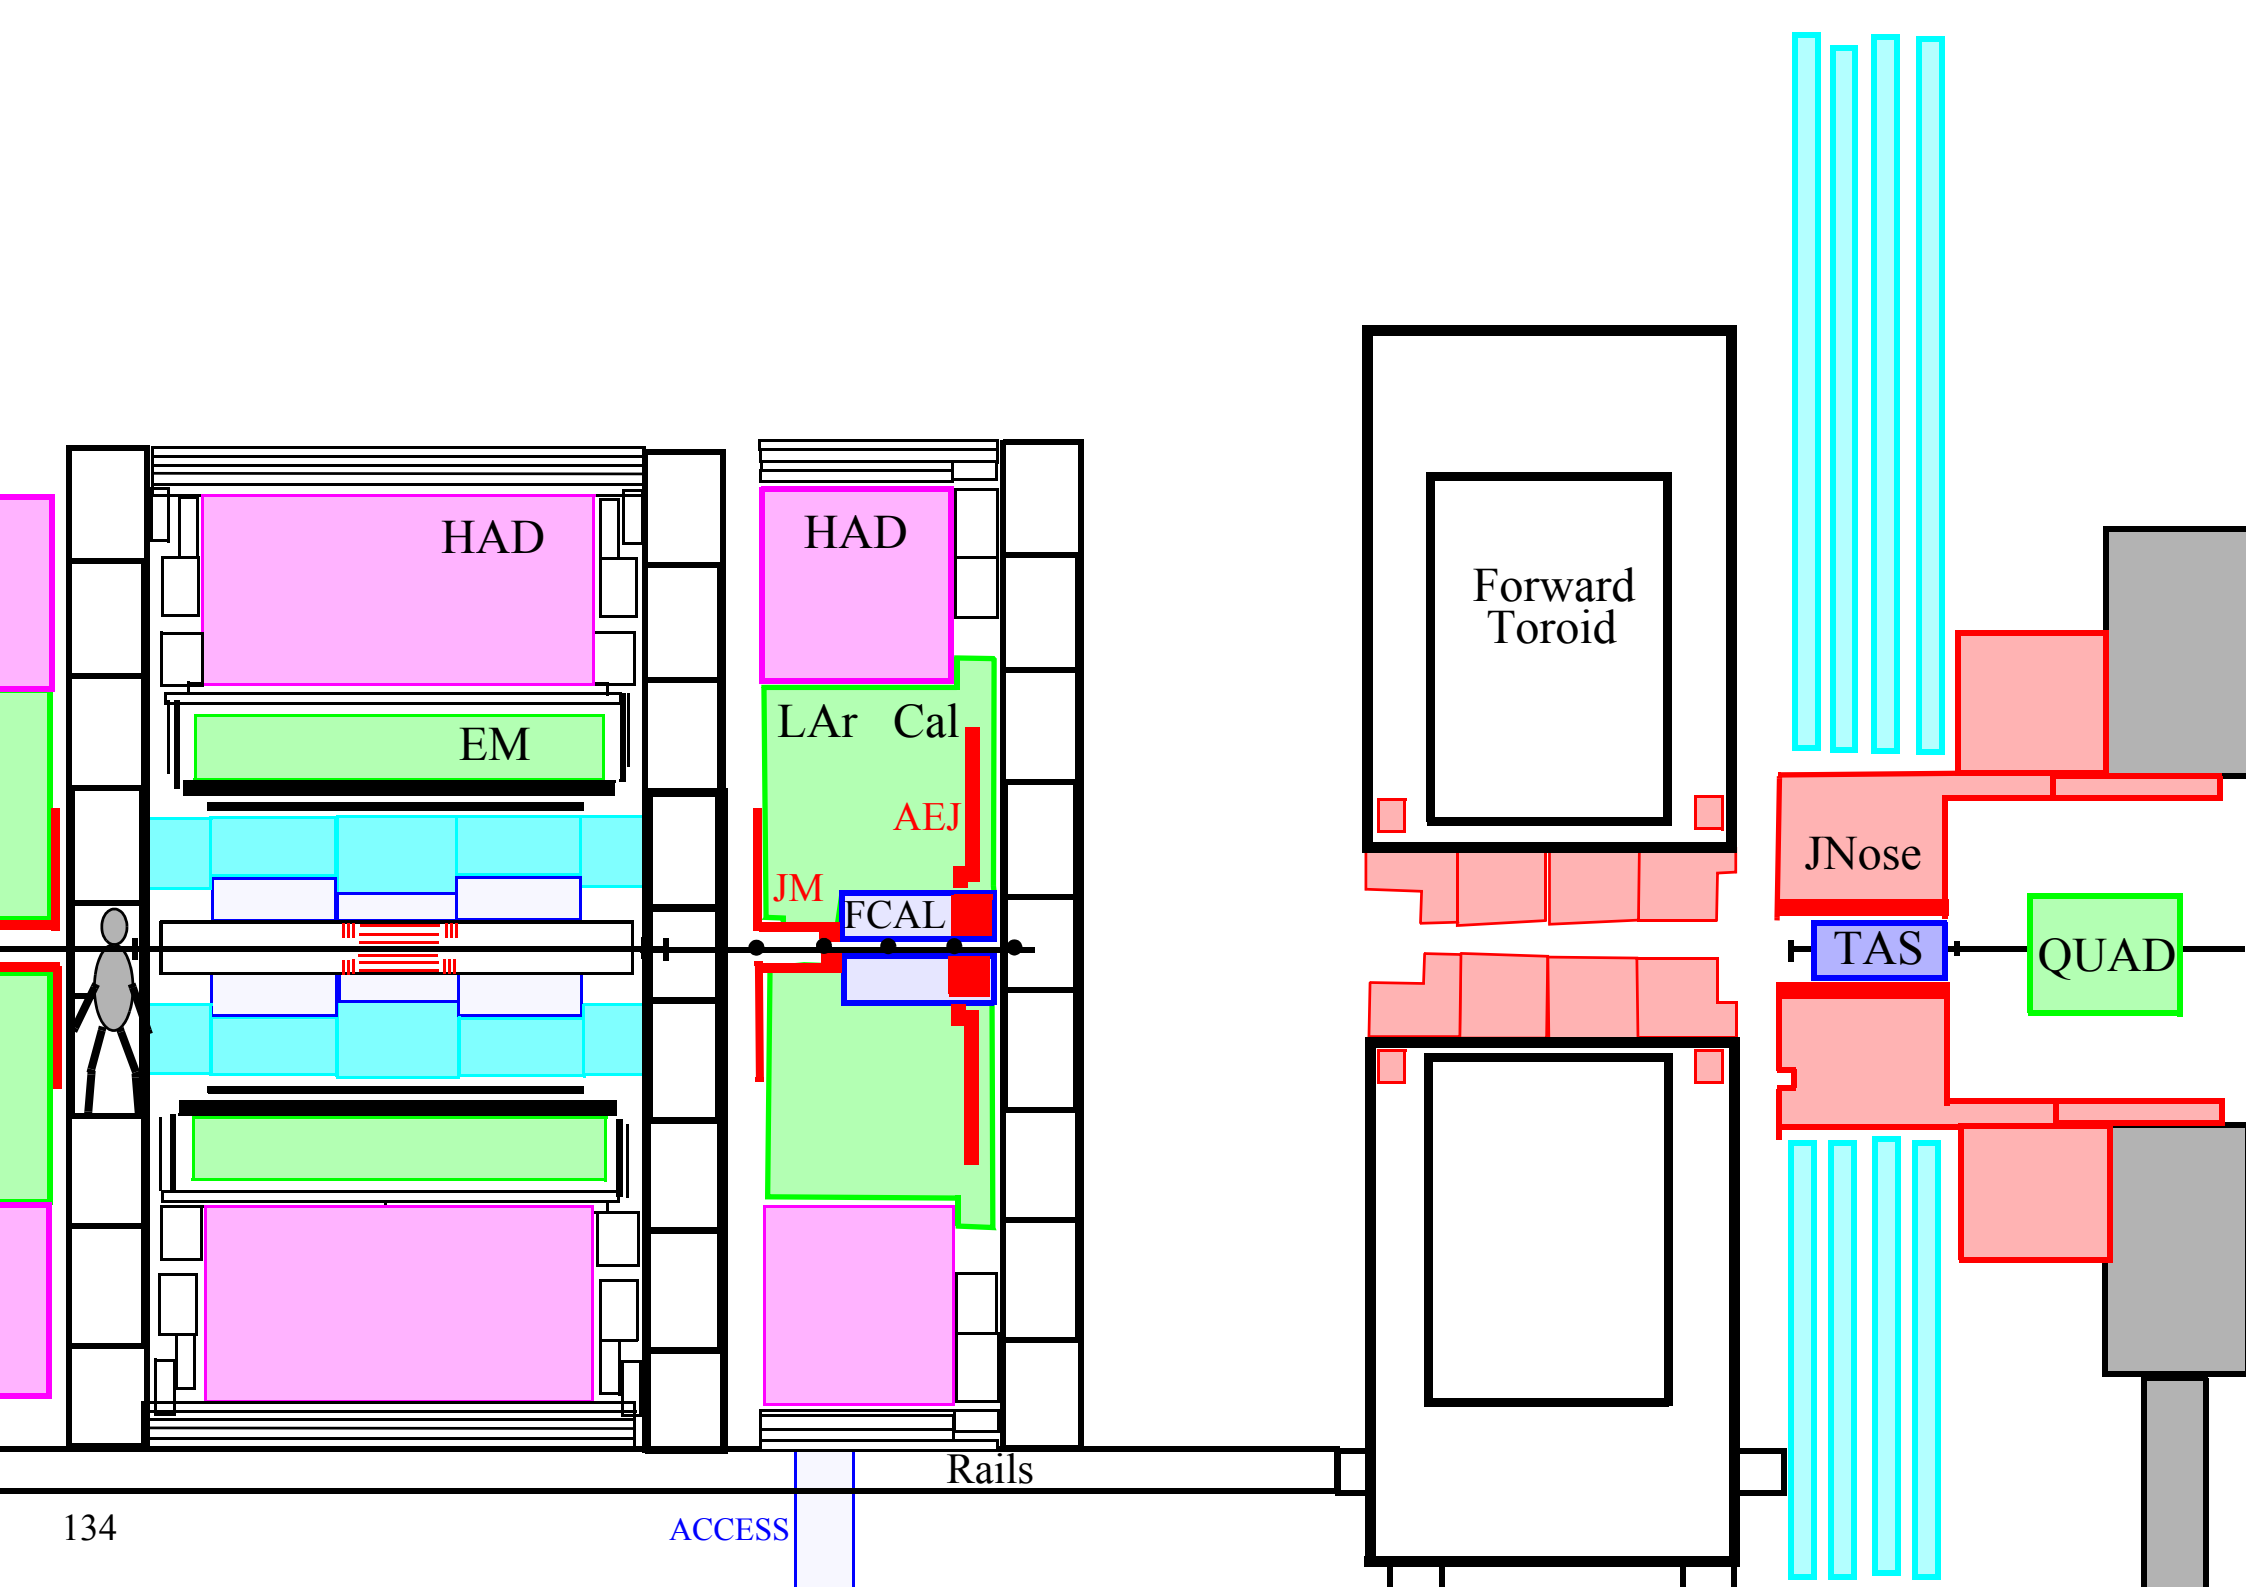 HAD
HAD
Forward
Toroid
LAr Cal
EM
AEJ
JNose
JM
FCAL
TAS
QUAD
Rails
134
ACCESS